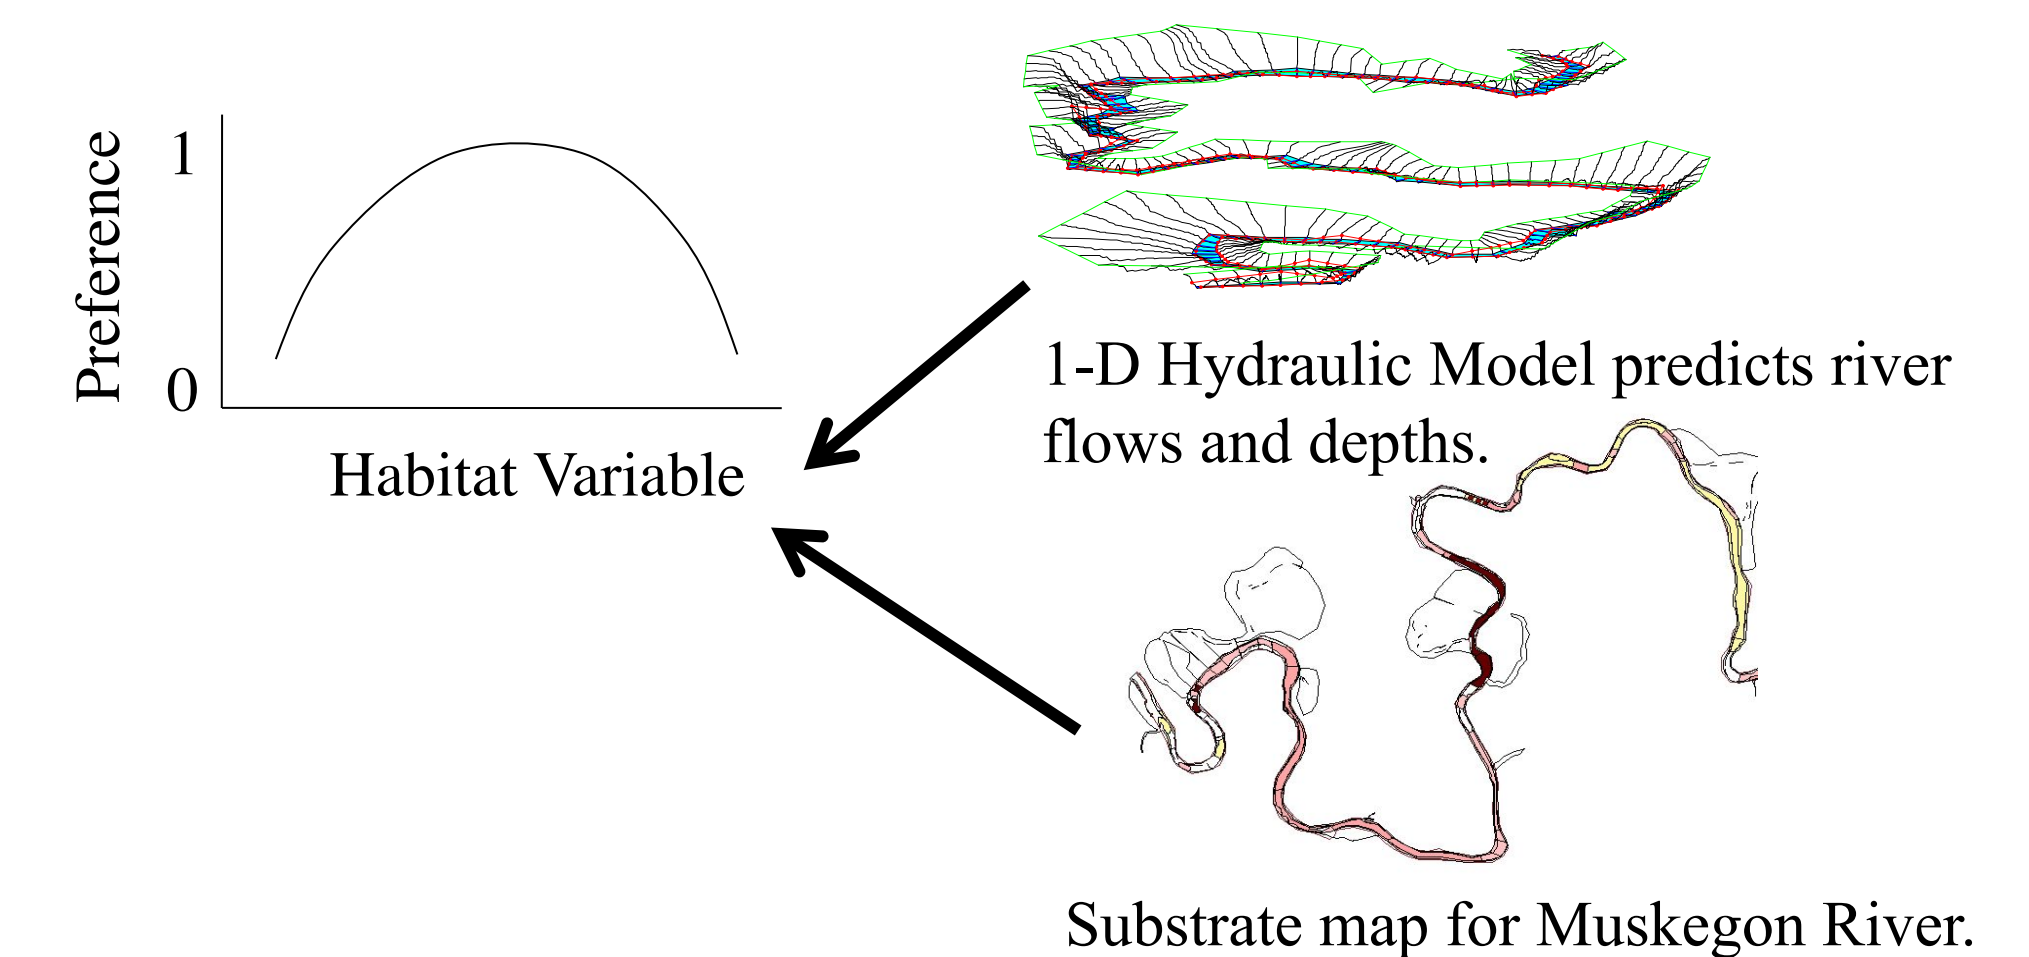 Preference
1
0
Habitat Variable
1-D Hydraulic Model predicts river
flows and depths.
Substrate map for Muskegon River.